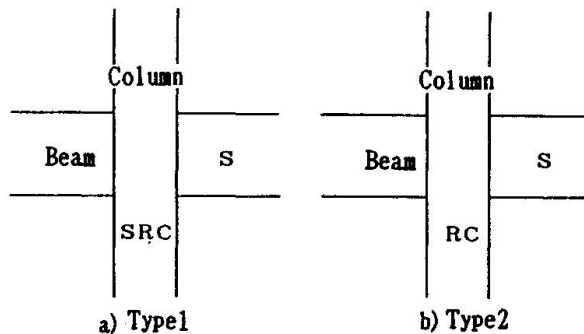 Column
Column
Beam
S
Beam
S
SRC
RC
a) Type1
b) Type2